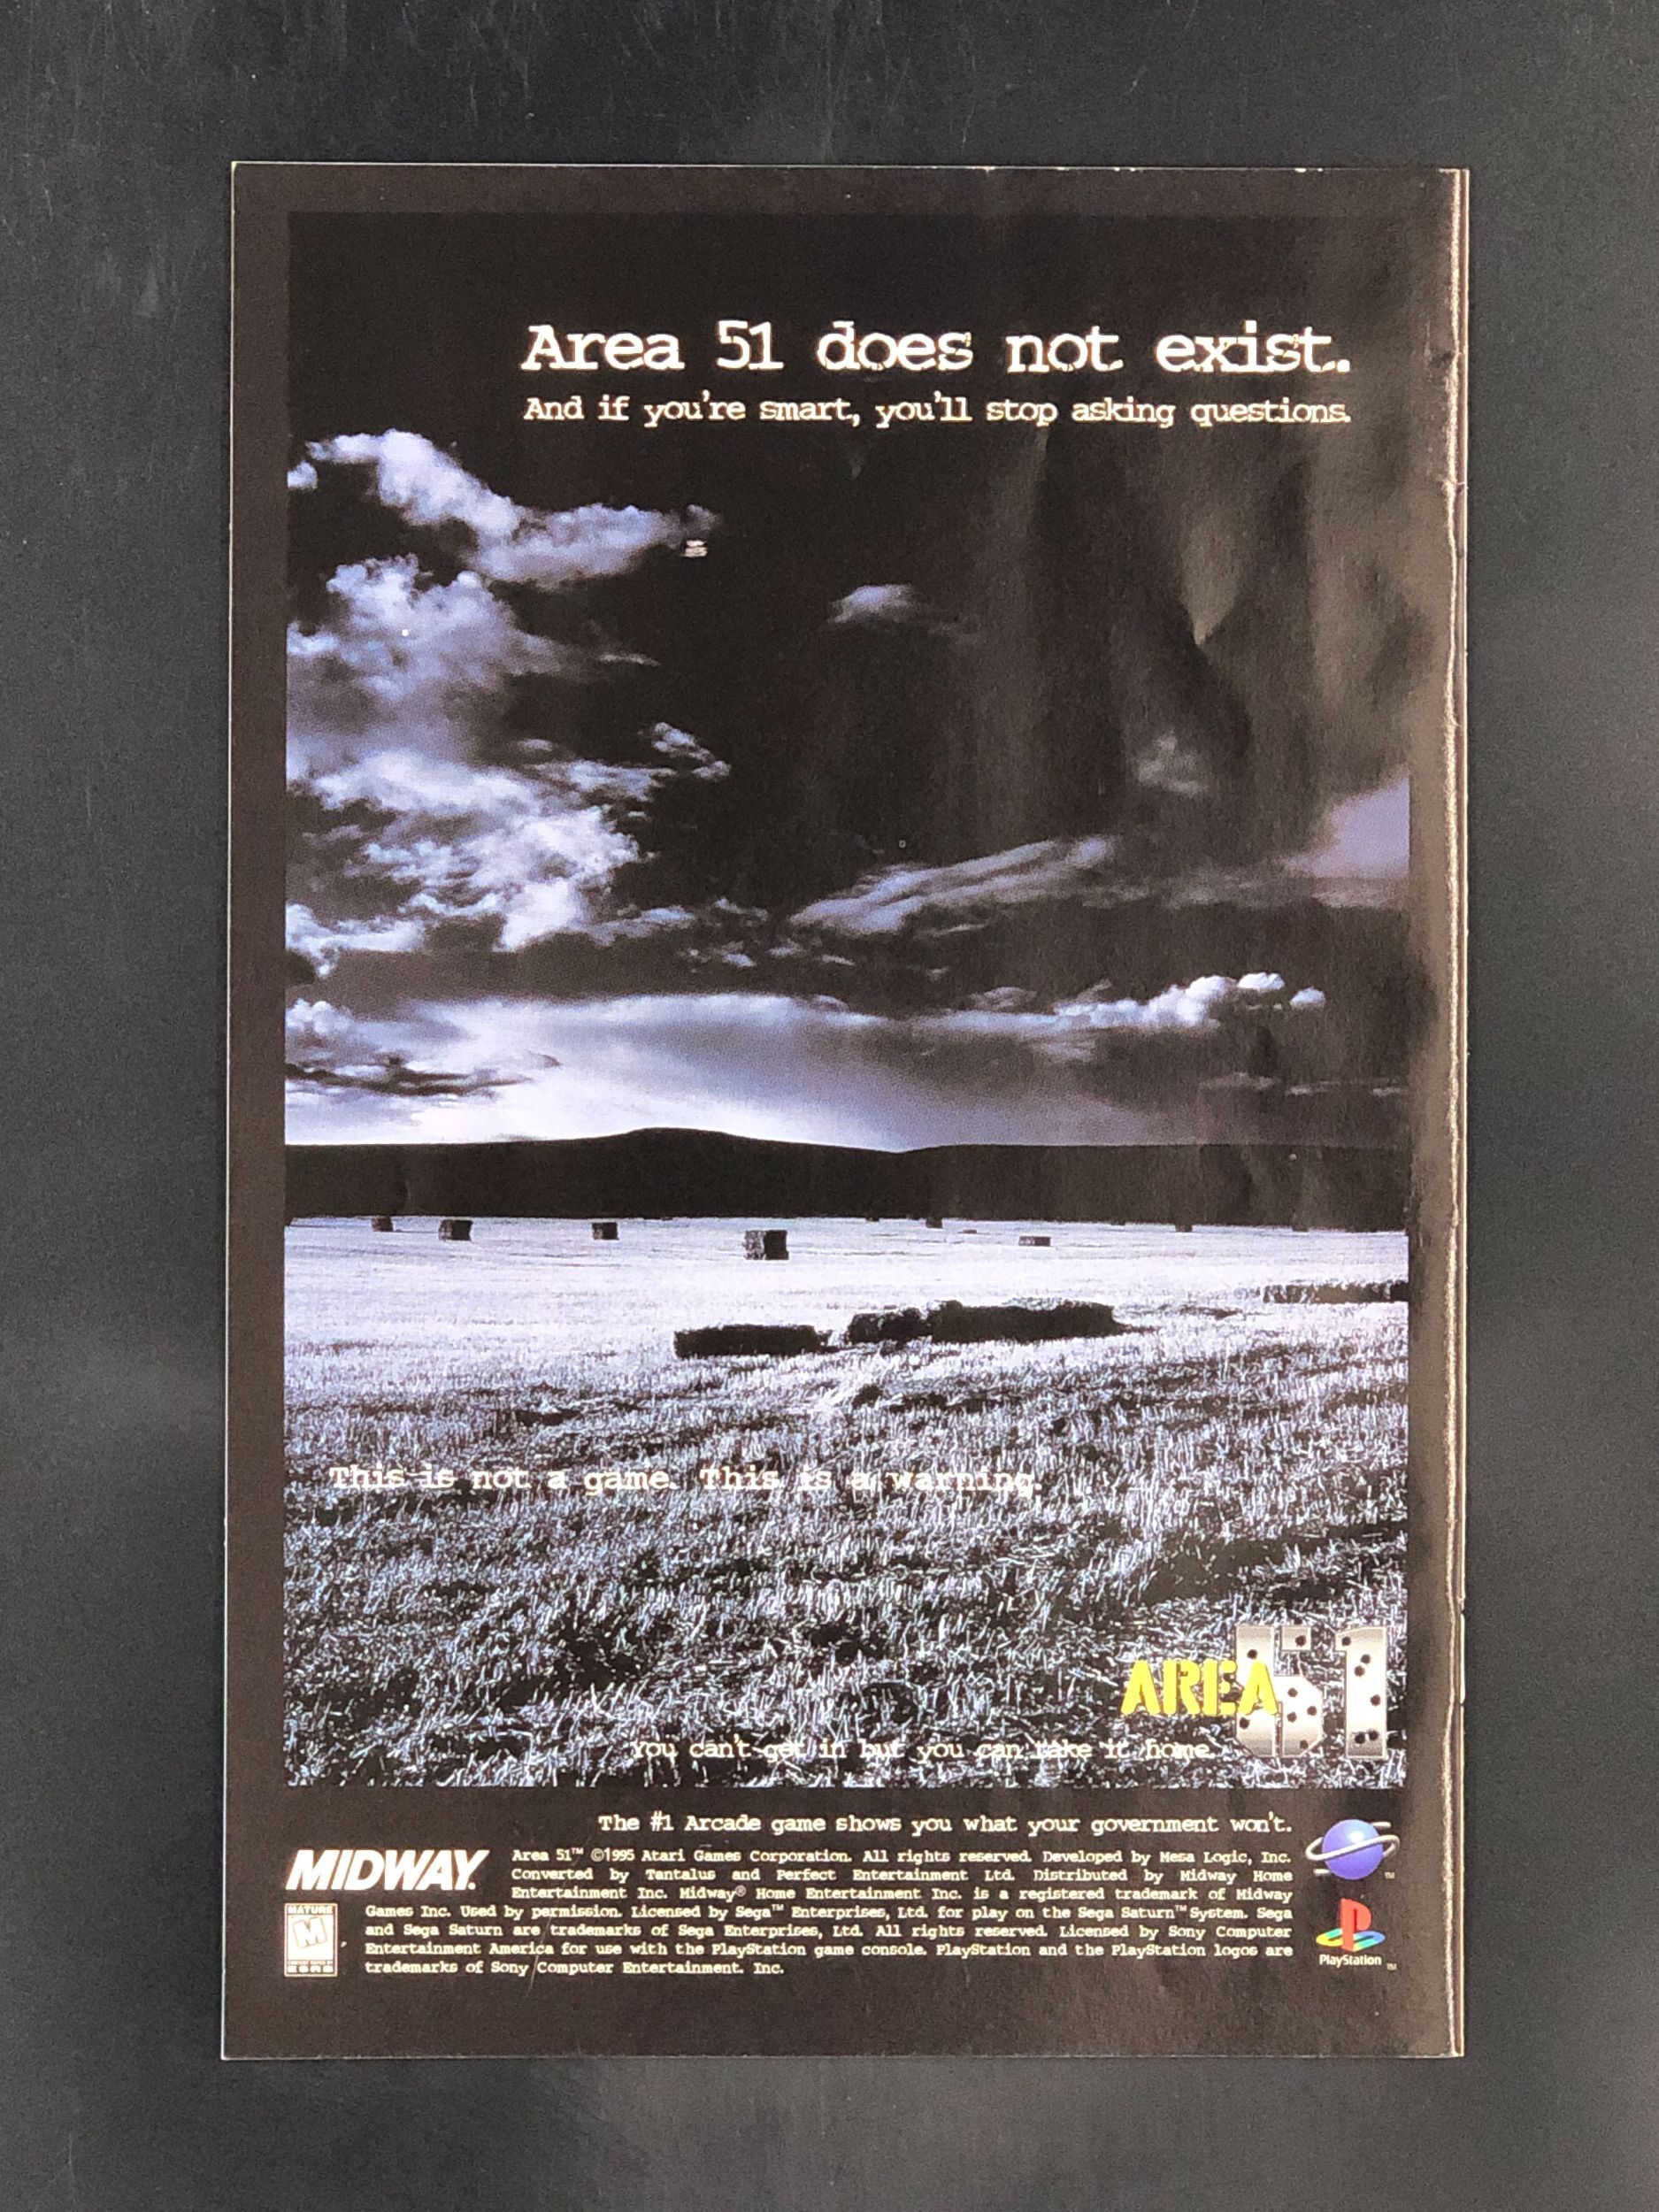 Area 51 does not exist.
And if you're smart, you'll stop asking questions.
This is not a game. This is a warning.
AREA 51
You can't get in but you can take it home.
The #1 Arcade game shows you what your government won't.
MIDWAY
Area 51™ ©1995 Atari Games Corporation. All rights reserved. Developed by Mesa Logic, Inc.
Converted by Tantalus and Perfect Entertainment Ltd. Distributed by Midway Home
Entertainment Inc. Midway® Home Entertainment Inc. is a registered trademark of Midway
Games Inc. Used by permission. Licensed by Sega™ Enterprises, Ltd. for play on the Sega Saturn™ System. Sega
and Sega Saturn are trademarks of Sega Enterprises, Ltd. All rights reserved. Licensed by Sony Computer
Entertainment America for use with the PlayStation game console. PlayStation and the PlayStation logos are
trademarks of Sony Computer Entertainment. Inc.
MATURE
M
ESRB
TM
PlayStation
TM